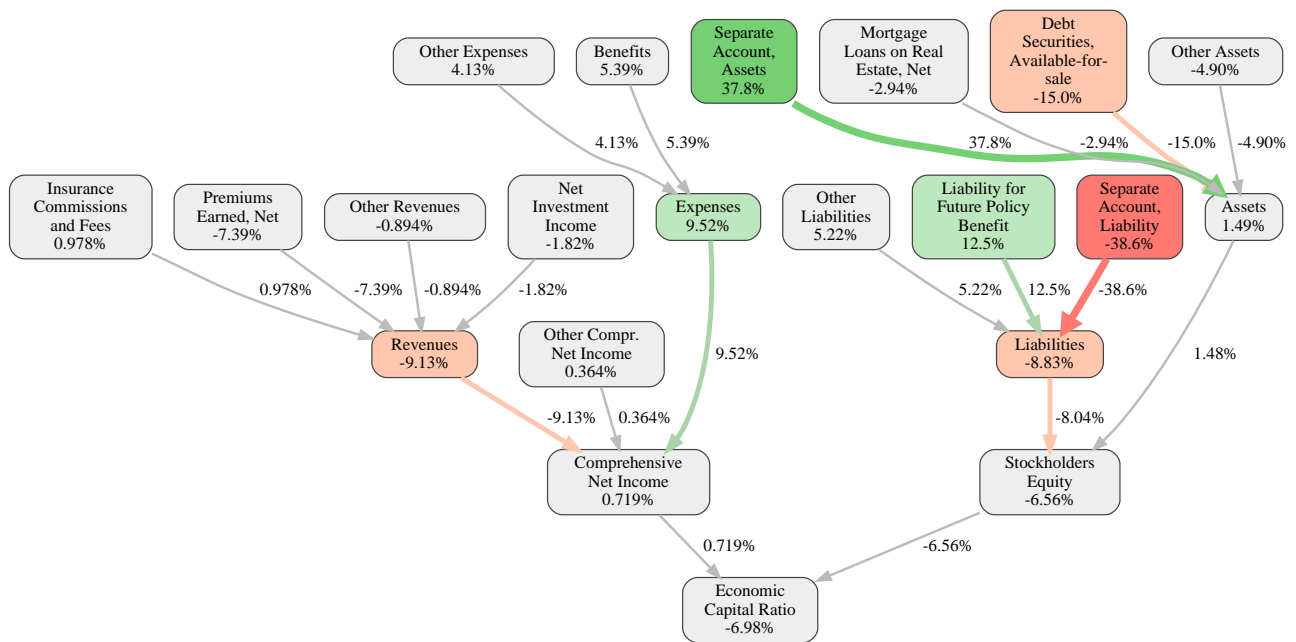 Other Expenses
4.13%
Benefits
5.39%
Separate
Account,
Assets
37.8%
Mortgage
Loans on Real
Estate, Net
-2.94%
Debt
Securities,
Available-for-
sale
-15.0%
Other Assets
-4.90%
4.13%
5.39%
37.8%
-2.94%
-15.0%
-4.90%
Insurance
Commissions
and Fees
0.978%
Premiums
Earned, Net
-7.39%
Other Revenues
-0.894%
Net
Investment
Income
-1.82%
Expenses
9.52%
Other
Liabilities
5.22%
Liability for
Future Policy
Benefit
12.5%
Separate
Account,
Liability
-38.6%
Assets
1.49%
0.978%
-7.39%
-0.894%
-1.82%
5.22%
12.5%
-38.6%
Revenues
-9.13%
Other Compr.
Net Income
0.364%
9.52%
Liabilities
-8.83%
1.48%
-9.13%
0.364%
-8.04%
Comprehensive
Net Income
0.719%
Stockholders
Equity
-6.56%
0.719%
-6.56%
Economic
Capital Ratio
-6.98%